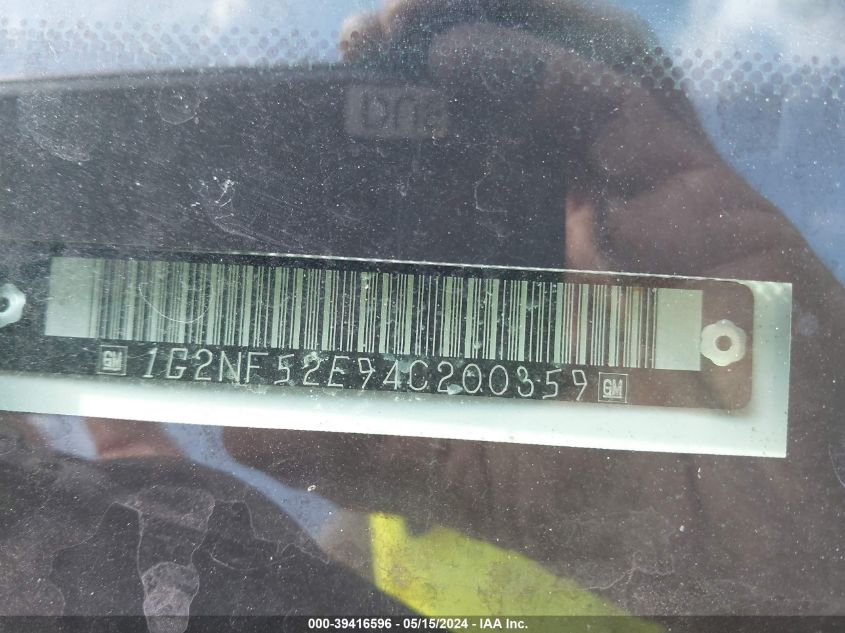 GM 1G2NF52E94C200359 GM
000-39416596 - 05/15/2024 - IAA Inc.